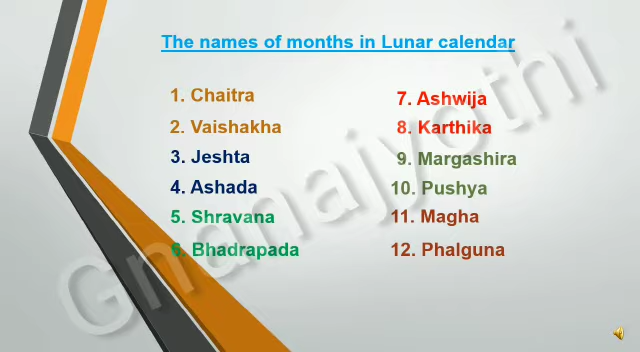 The names of months in Lunar calendar
1. Chaitra
2. Vaishakha
3. Jeshta
4. Ashada
5. Shravana
6. Bhadrapada
7. Ashwija
8. Karthika
9. Margashira
10. Pushya
11. Magha
12. Phalguna
Gnanajyothi